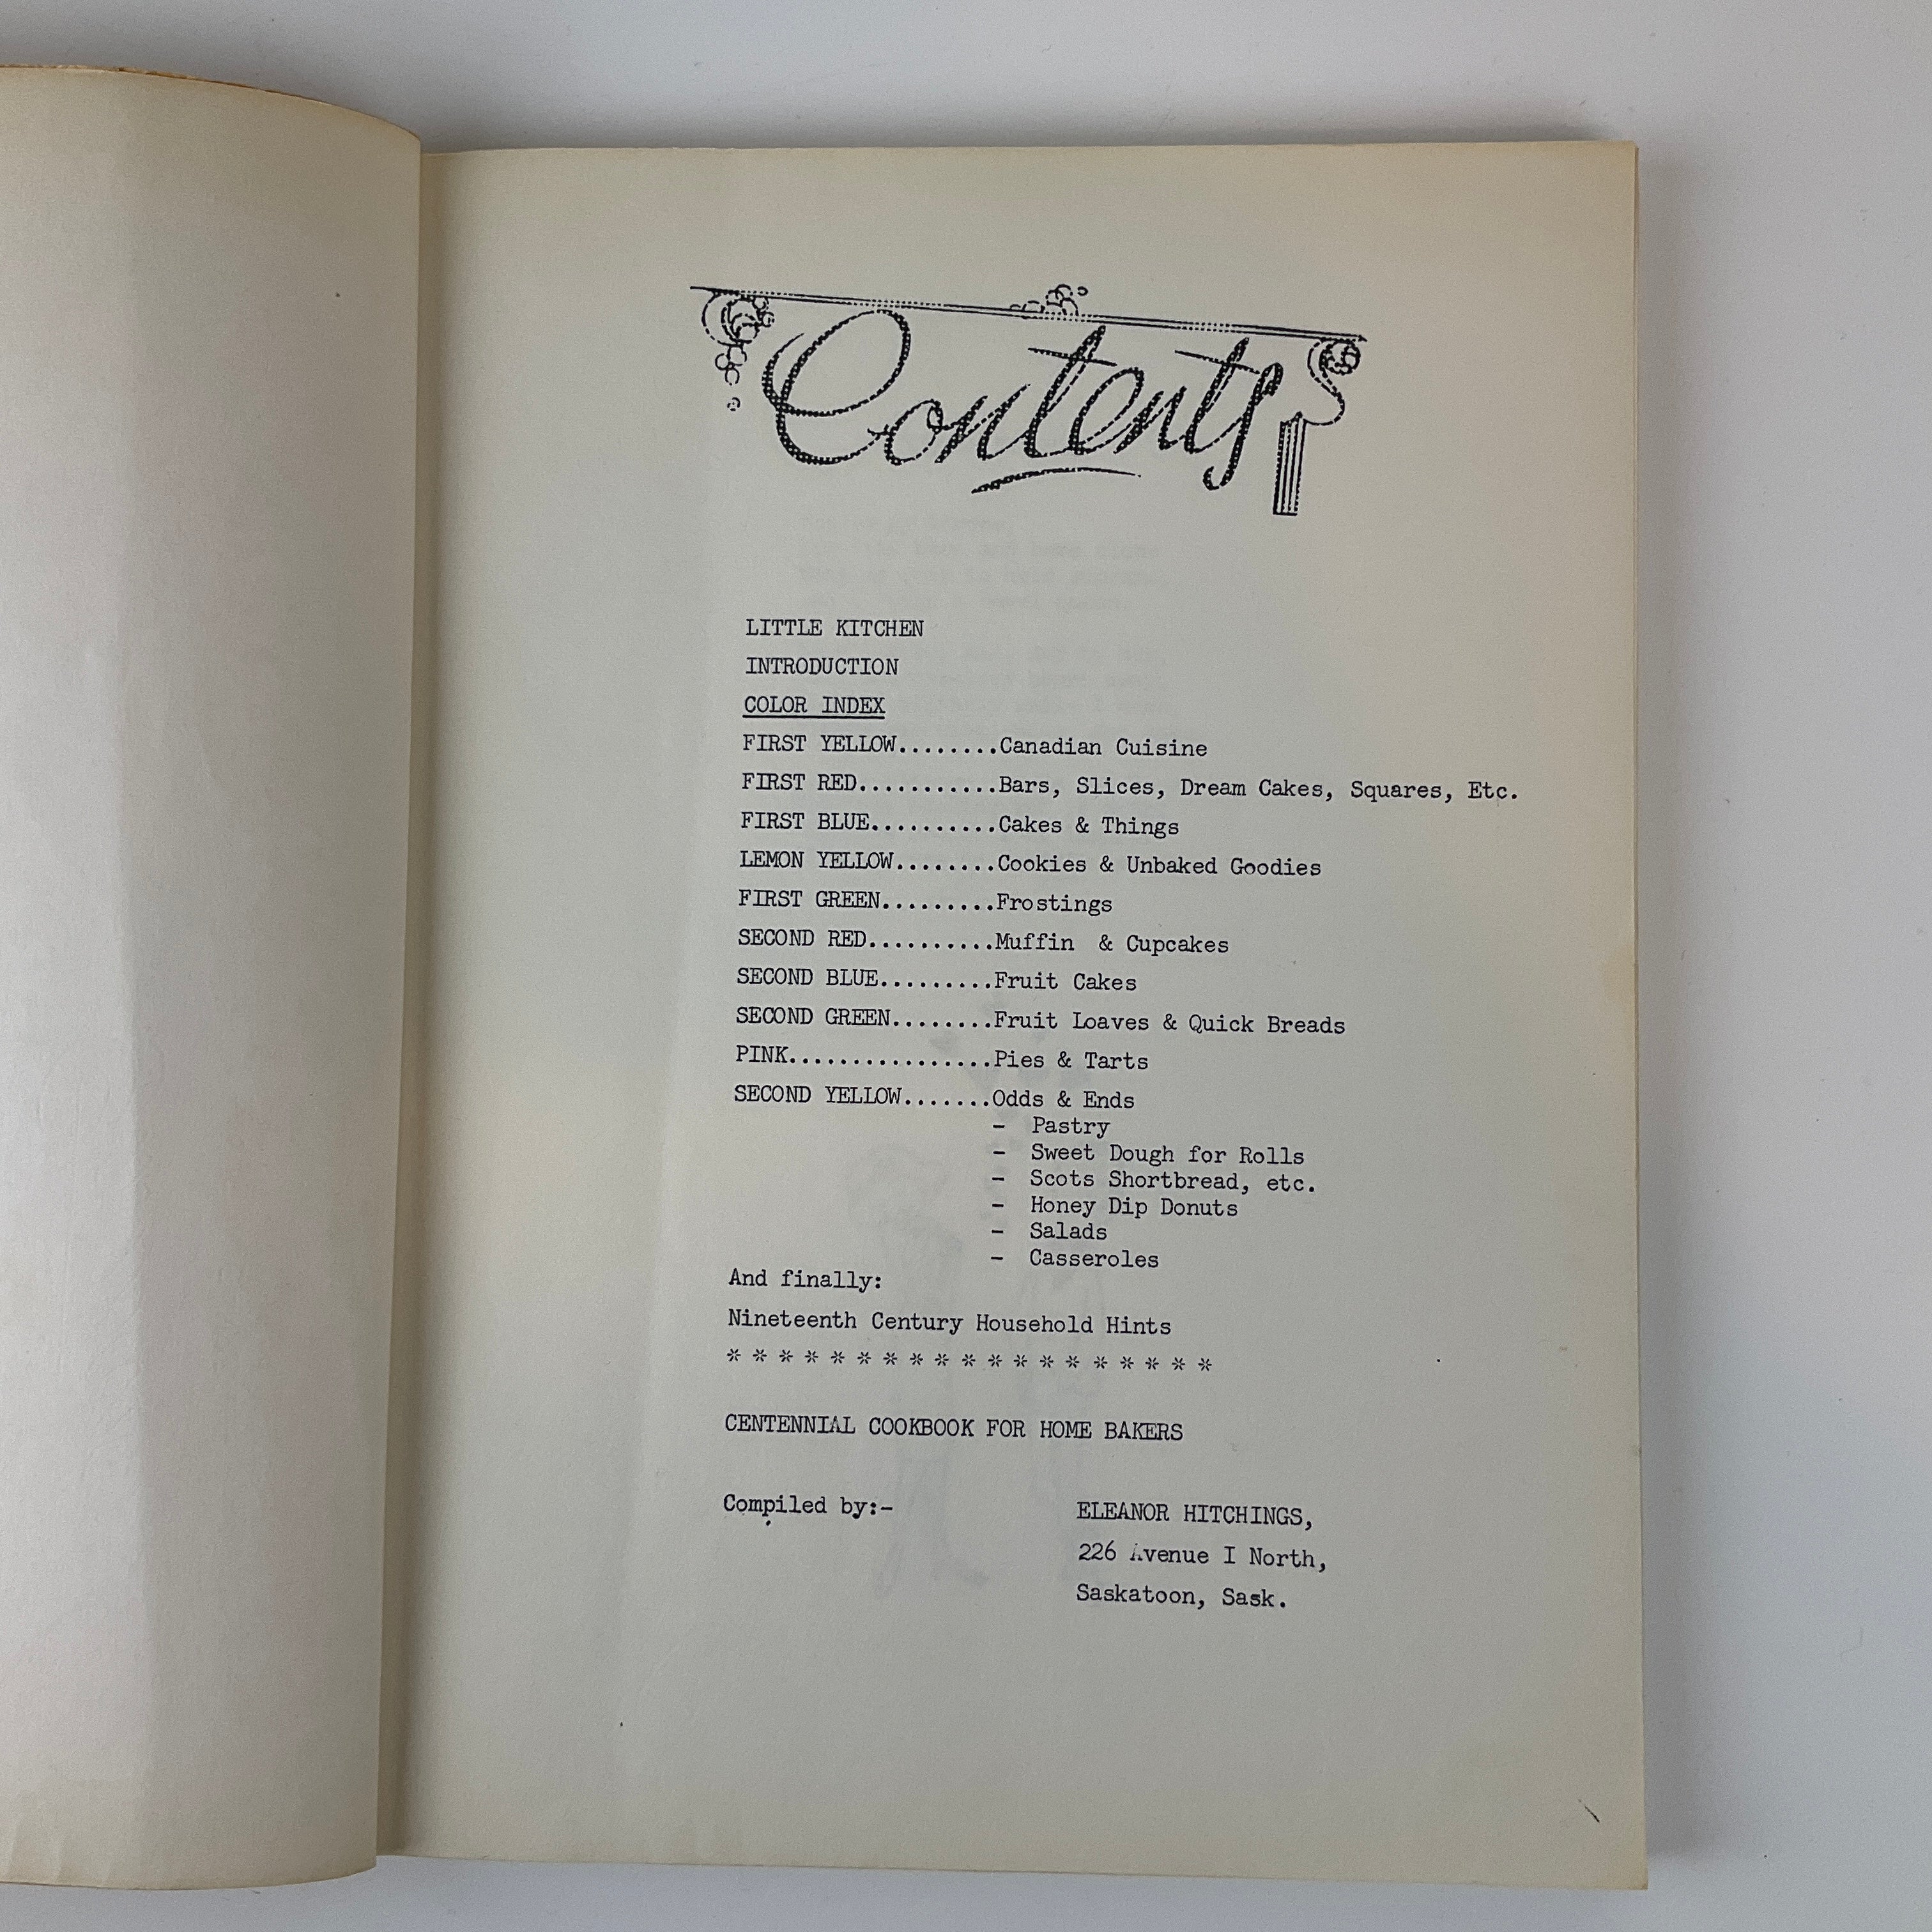 Contents
LITTLE KITCHEN
INTRODUCTION
COLOR INDEX
FIRST YELLOW........Canadian Cuisine
FIRST RED...........Bars, Slices, Dream Cakes, Squares, Etc.
FIRST BLUE..........Cakes & Things
LEMON YELLOW........Cookies & Unbaked Goodies
FIRST GREEN.........Frostings
SECOND RED..........Muffin & Cupcakes
SECOND BLUE.........Fruit Cakes
SECOND GREEN........Fruit Loaves & Quick Breads
PINK................Pies & Tarts
SECOND YELLOW.......Odds & Ends
- Pastry
- Sweet Dough for Rolls
- Scots Shortbread, etc.
- Honey Dip Donuts
- Salads
- Casseroles
And finally:
Nineteenth Century Household Hints
* * * * * * * * * * * * * * * * * * *
CENTENNIAL COOKBOOK FOR HOME BAKERS
Compiled by:- ELEANOR HITCHINGS,
226 Avenue I North,
Saskatoon, Sask.